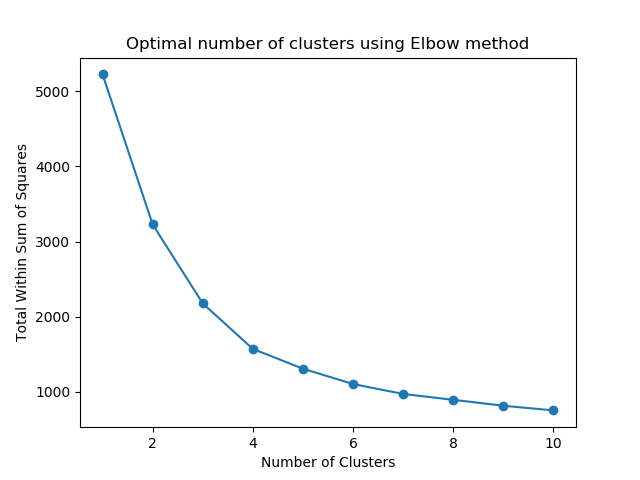 Optimal number of clusters using Elbow method
Total Within Sum of Squares
5000
4000
3000
2000
1000
2 4 6 8 10
Number of Clusters